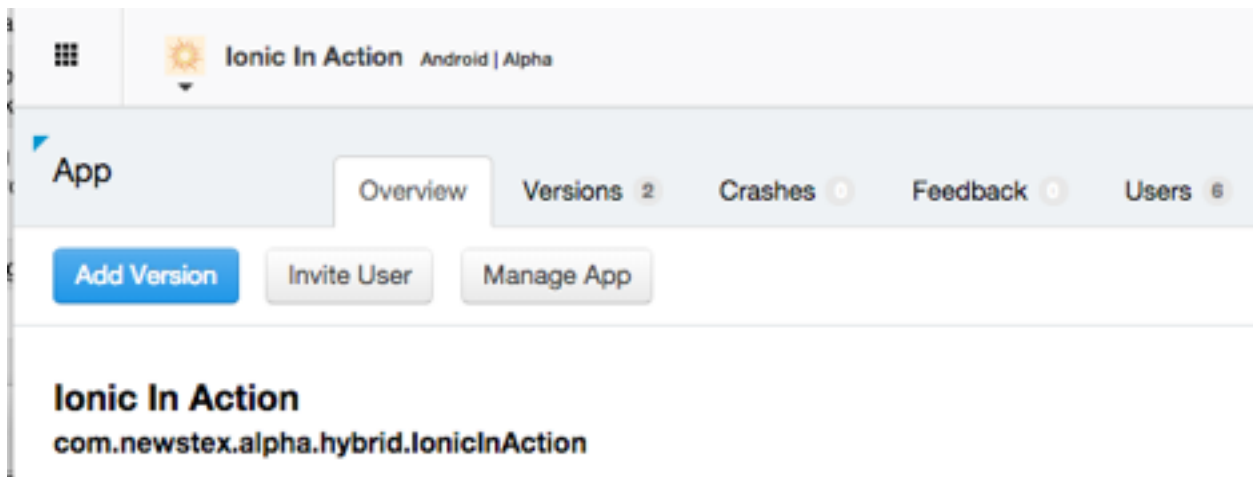 Ionic In Action Android | Alpha
App
Overview Versions 2 Crashes 0 Feedback 0 Users 6
Add Version Invite User Manage App
Ionic In Action
com.newstex.alpha.hybrid.IonicInAction